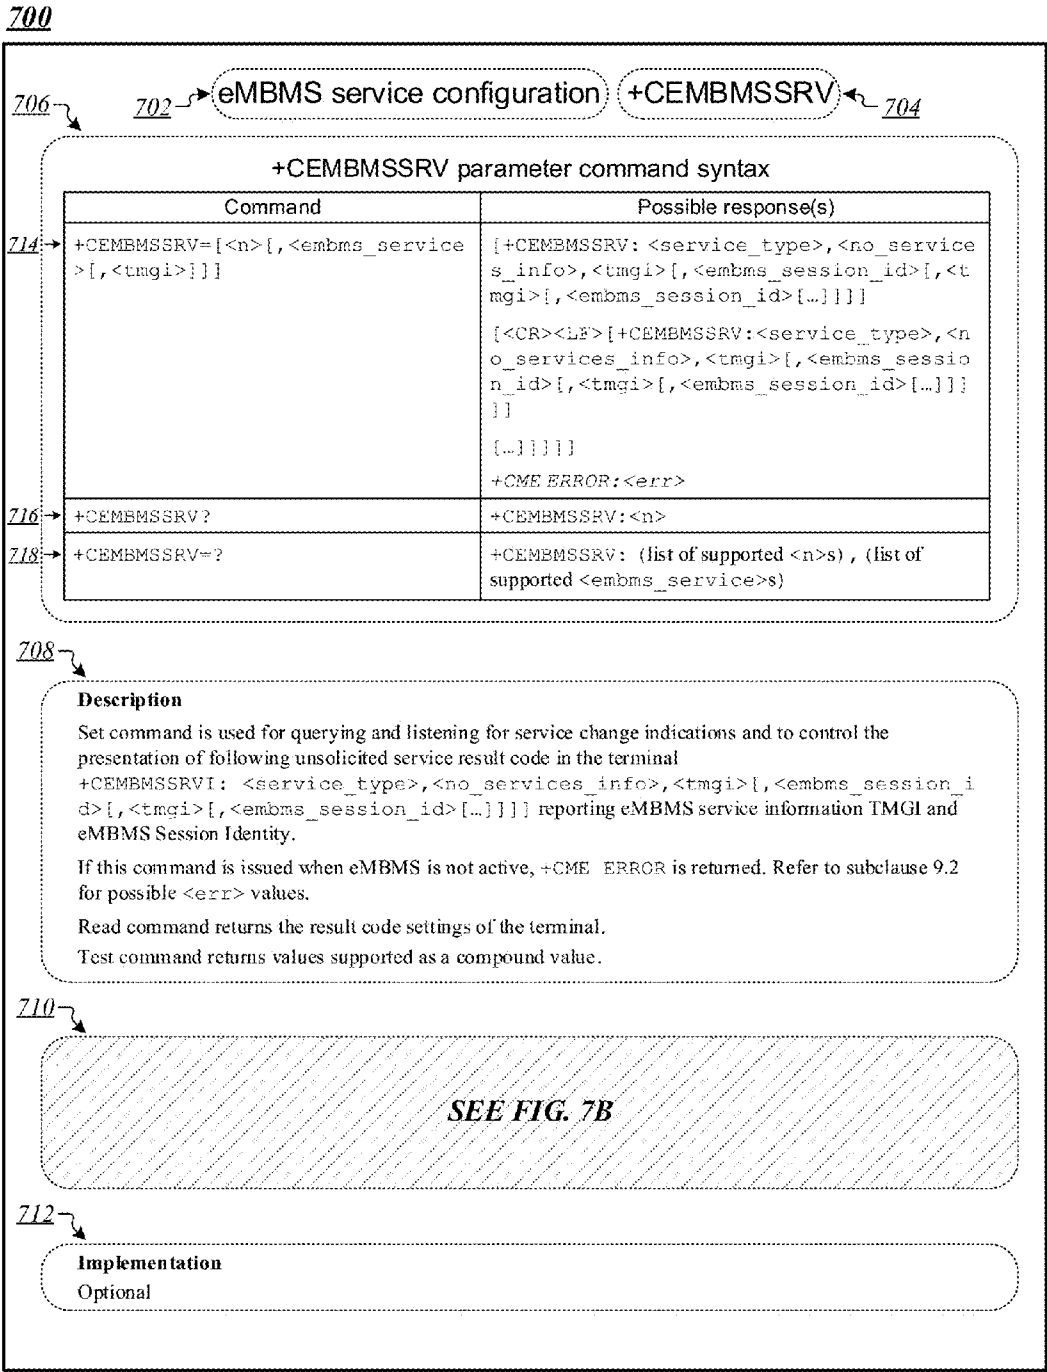 700
702 eMBMS service configuration +CEMBMSSRV 704
706
+CEMBMSSRV parameter command syntax
Command Possible response(s)
714 +CEMBMSSRV=[<n>[,<embms_service
>[,<tmgi>]]]
[+CEMBMSSRV: <service_type>,<no_service
s_info>,<tmgi>[,<embms_session_id>[,<t
mgi>[,<embms_session_id>[…]]]]
[<CR><LF>[+CEMBMSSRV:<service_type>,<n
o_services_info>,<tmgi>[,<embms_sessio
n_id>[,<tmgi>[,<embms_session_id>[…]]]
]]
[…]]]]]
+CME ERROR:<err>
716 +CEMBMSSRV? +CEMBMSSRV:<n>
718 +CEMBMSSRV=? +CEMBMSSRV: (list of supported <n>s), (list of
supported <embms_service>s)
708
Description
Set command is used for querying and listening for service change indications and to control the
presentation of following unsolicited service result code in the terminal
+CEMBMSSRVI: <service_type>,<no_services_info>,<tmgi>[,<embms_session_i
d>[,<tmgi>[,<embms_session_id>[…]]]] reporting eMBMS service information TMGI and
eMBMS Session Identity.
If this command is issued when eMBMS is not active, +CME ERROR is returned. Refer to subclause 9.2
for possible <err> values.
Read command returns the result code settings of the terminal.
Test command returns values supported as a compound value.
710
SEE FIG. 7B
712
Implementation
Optional